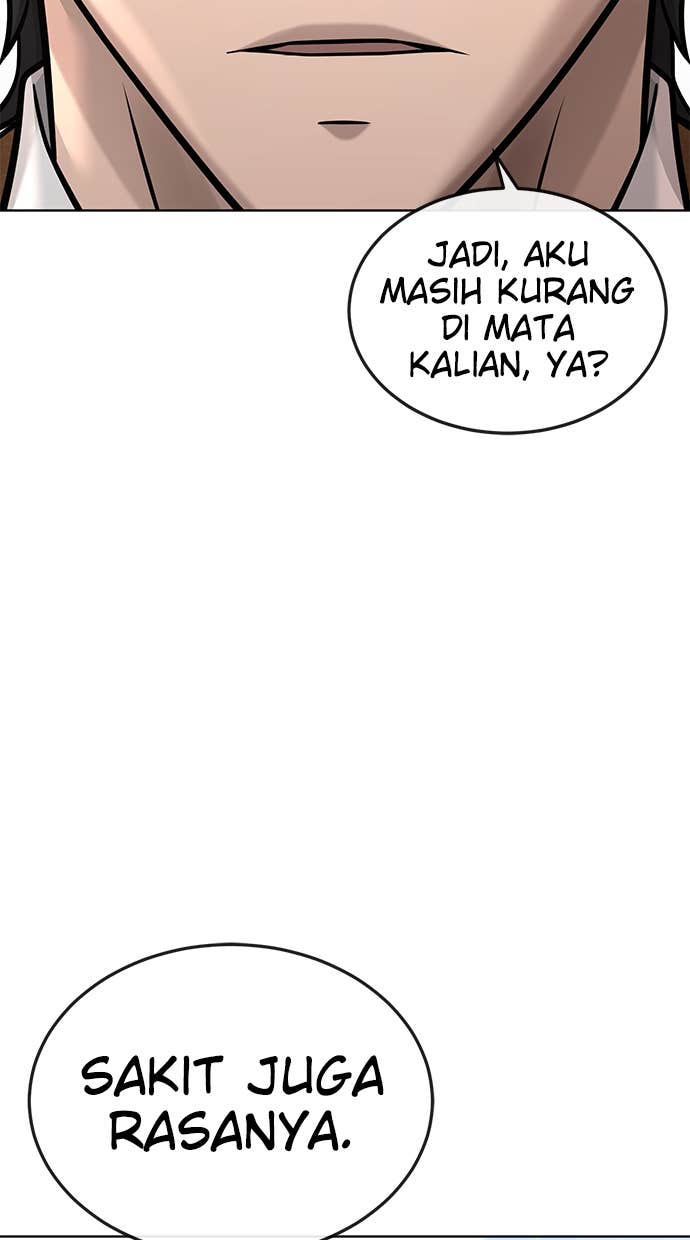 JADI, AKU
MASIH KURANG
DI MATA
KALIAN, YA?
SAKIT JUGA
RASANYA.